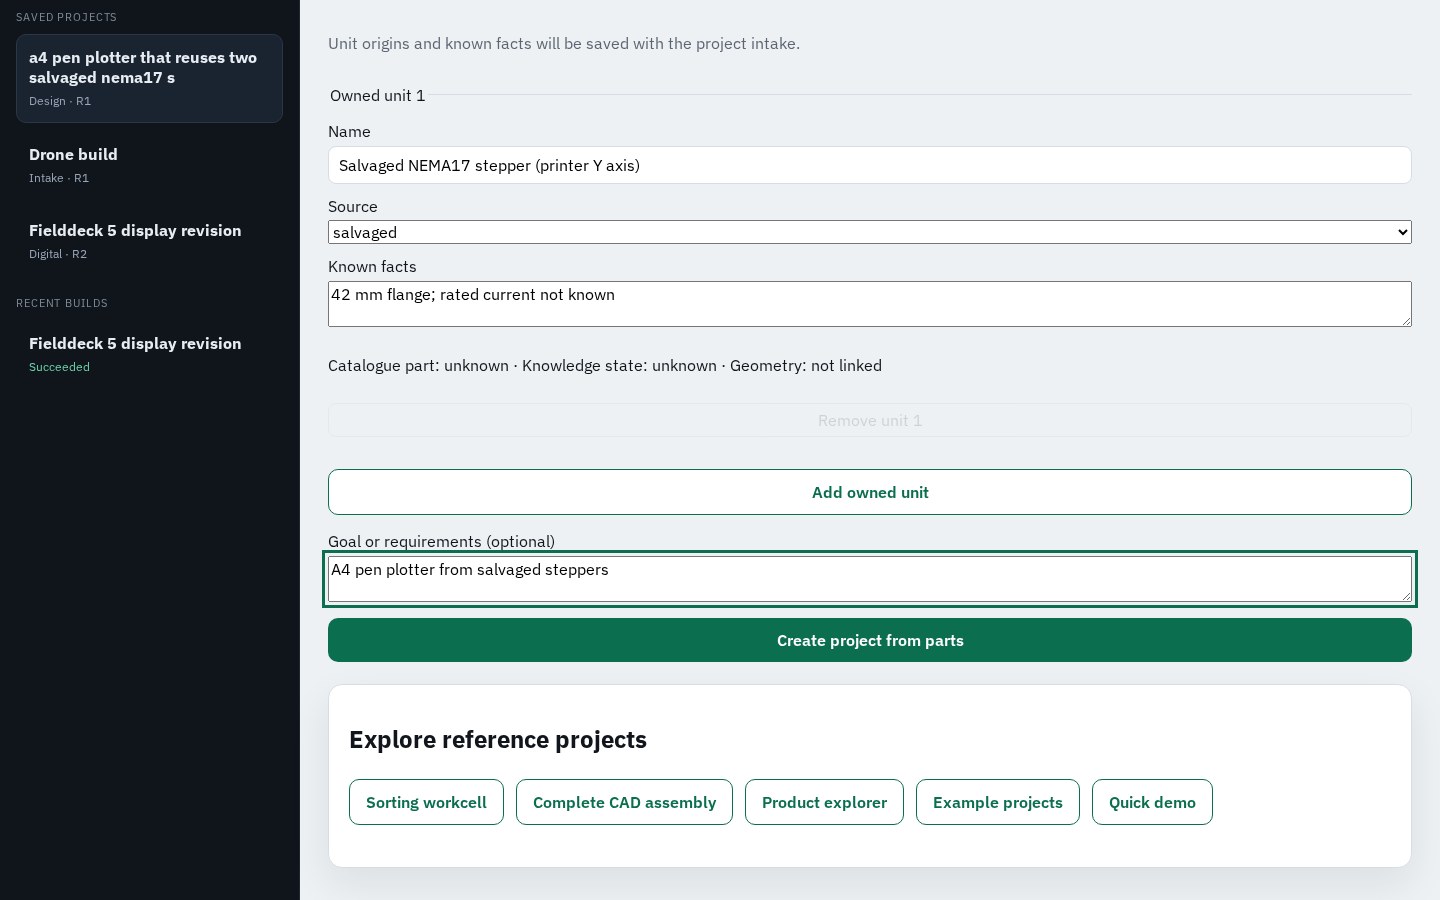 SAVED PROJECTS
a4 pen plotter that reuses two
salvaged nema17 s
Design · R1
Drone build
Intake · R1
Fielddeck 5 display revision
Digital · R2
RECENT BUILDS
Fielddeck 5 display revision
Succeeded
Unit origins and known facts will be saved with the project intake.
Owned unit 1
Name
Salvaged NEMA17 stepper (printer Y axis)
Source
salvaged
Known facts
42 mm flange; rated current not known
Catalogue part: unknown · Knowledge state: unknown · Geometry: not linked
Remove unit 1
Add owned unit
Goal or requirements (optional)
A4 pen plotter from salvaged steppers
Create project from parts
Explore reference projects
Sorting workcell
Complete CAD assembly
Product explorer
Example projects
Quick demo